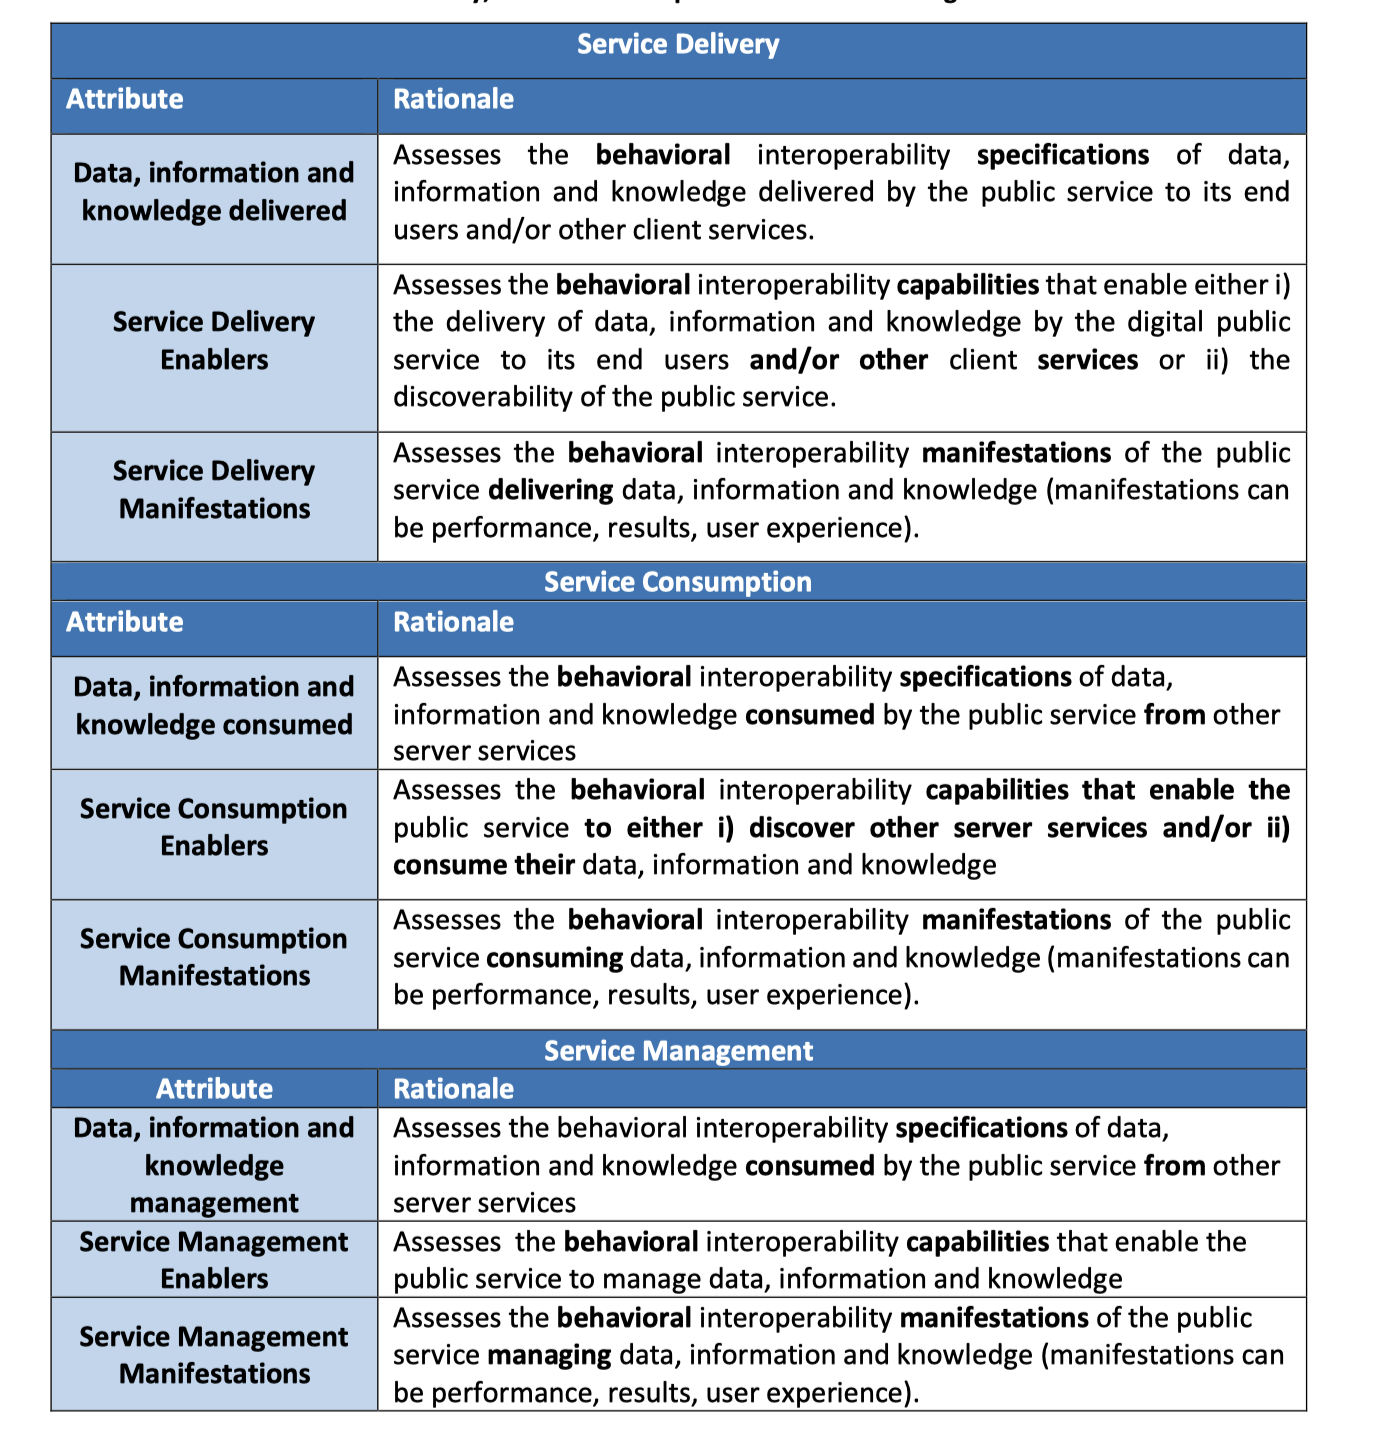 Service Delivery
Attribute
Rationale
Data, information and
knowledge delivered
Assesses the behavioral interoperability specifications of data,
information and knowledge delivered by the public service to its end
users and/or other client services.
Service Delivery
Enablers
Assesses the behavioral interoperability capabilities that enable either i)
the delivery of data, information and knowledge by the digital public
service to its end users and/or other client services or ii) the
discoverability of the public service.
Service Delivery
Manifestations
Assesses the behavioral interoperability manifestations of the public
service delivering data, information and knowledge (manifestations can
be performance, results, user experience).
Service Consumption
Attribute
Rationale
Data, information and
knowledge consumed
Assesses the behavioral interoperability specifications of data,
information and knowledge consumed by the public service from other
server services
Service Consumption
Enablers
Assesses the behavioral interoperability capabilities that enable the
public service to either i) discover other server services and/or ii)
consume their data, information and knowledge
Service Consumption
Manifestations
Assesses the behavioral interoperability manifestations of the public
service consuming data, information and knowledge (manifestations can
be performance, results, user experience).
Service Management
Attribute
Rationale
Data, information and
knowledge
management
Assesses the behavioral interoperability specifications of data,
information and knowledge consumed by the public service from other
server services
Service Management
Enablers
Assesses the behavioral interoperability capabilities that enable the
public service to manage data, information and knowledge
Service Management
Manifestations
Assesses the behavioral interoperability manifestations of the public
service managing data, information and knowledge (manifestations can
be performance, results, user experience).